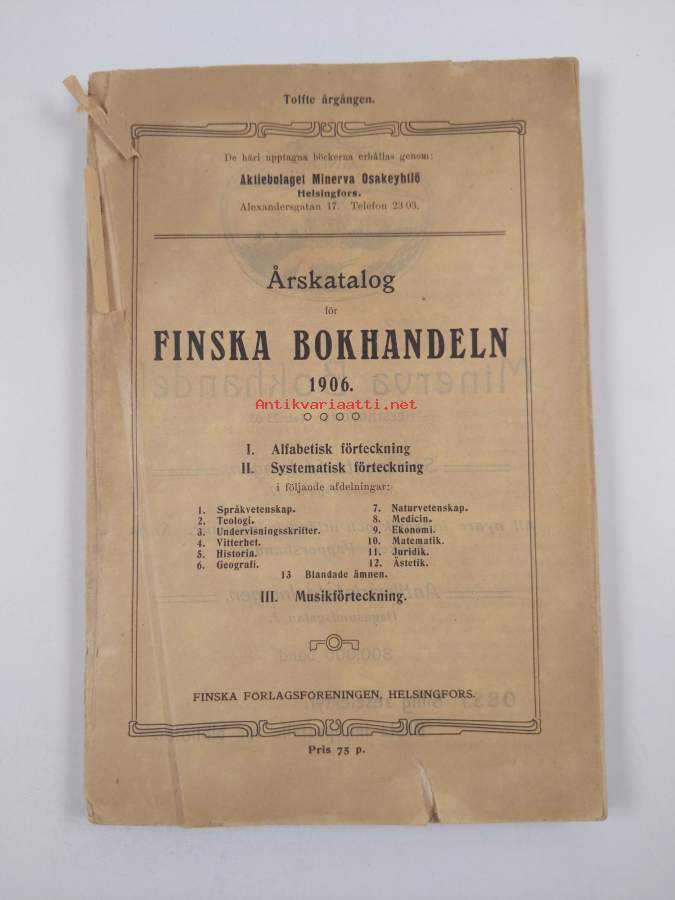 Tolfte årgången.
De häri upptagna böckerna erhållas genom:
Aktiebolaget Minerva Osakeyhtiö
Helsingfors.
Alexandersgatan 17. Telefon 23 03.
Årskatalog
för
FINSKA BOKHANDELN
1906.
Antikvariaatti.net
I. Alfabetisk förteckning
II. Systematisk förteckning
i följande afdelningar:
1. Språkvetenskap.
2. Teologi.
3. Undervisningsskrifter.
4. Vitterhet.
5. Historia.
6. Geografi.
7. Naturvetenskap.
8. Medicin.
9. Ekonomi.
10. Matematik.
11. Juridik.
12. Ästetik.
13 Blandade ämnen.
III. Musikförteckning.
FINSKA FÖRLAGSFÖRENINGEN, HELSINGFORS.
Pris 75 p.